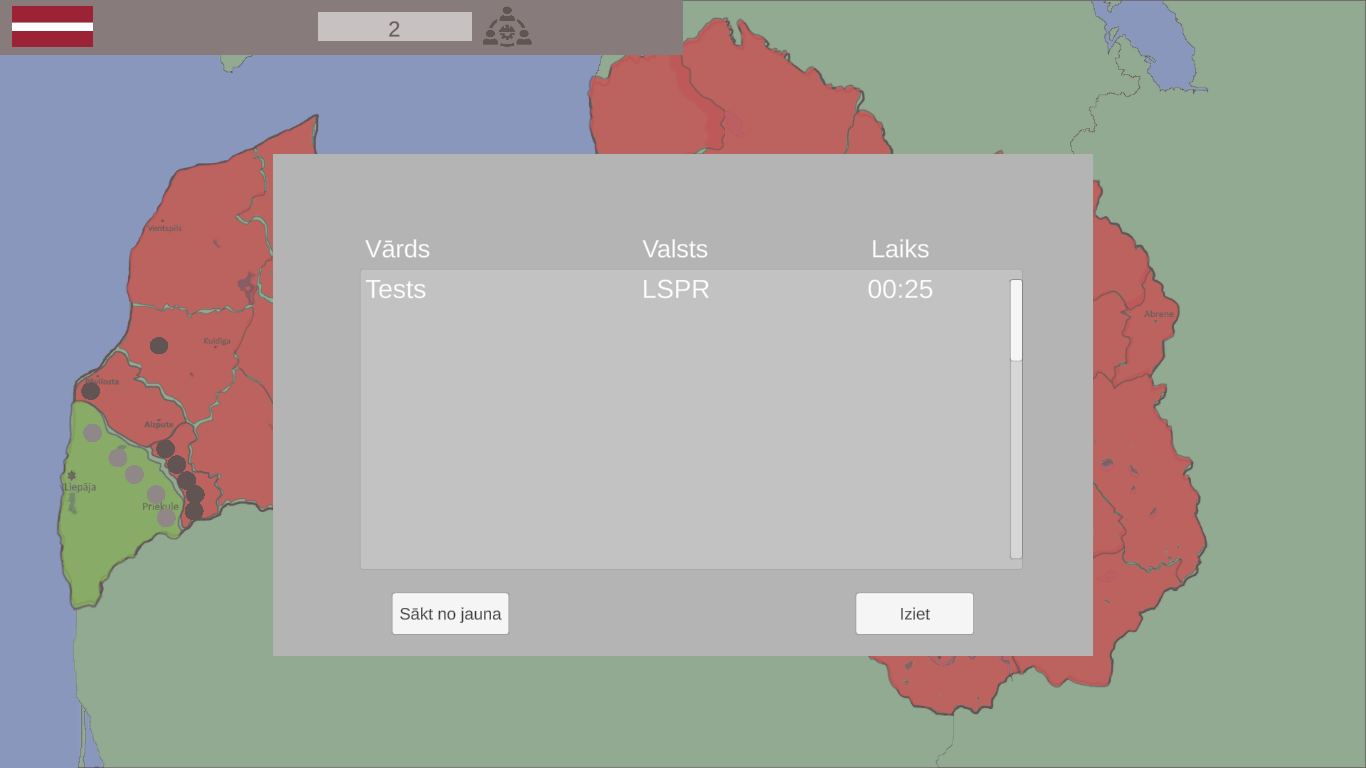 2
Vārds Valsts Laiks
Tests LSPR 00:25
Ventspils
Kuldīga
Abrene
Pāvilosta
Aizpute
Liepāja
Priekule
Sākt no jauna Iziet